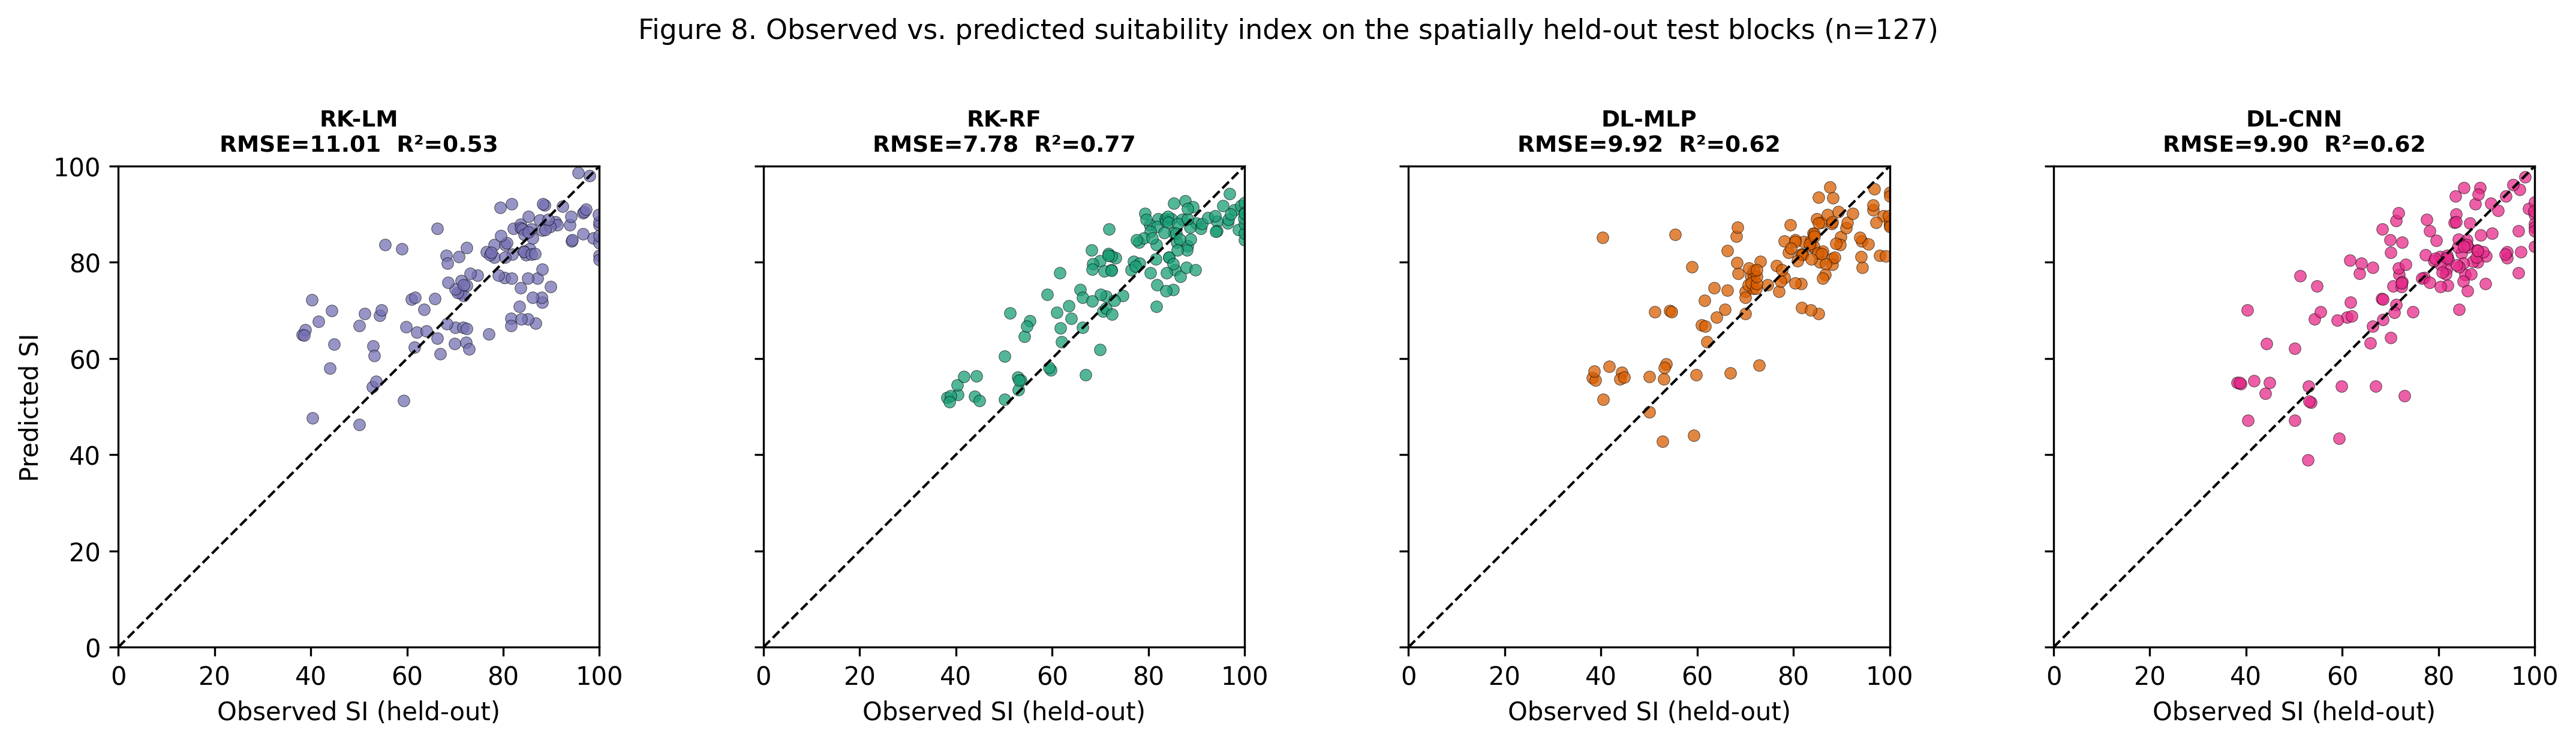 Figure 8. Observed vs. predicted suitability index on the spatially held-out test blocks (n=127)
RK-LM
RMSE=11.01 R²=0.53
RK-RF
RMSE=7.78 R²=0.77
DL-MLP
RMSE=9.92 R²=0.62
DL-CNN
RMSE=9.90 R²=0.62
Predicted SI
100
80
60
40
20
0
0 20 40 60 80 100
Observed SI (held-out)
0 20 40 60 80 100
Observed SI (held-out)
0 20 40 60 80 100
Observed SI (held-out)
0 20 40 60 80 100
Observed SI (held-out)